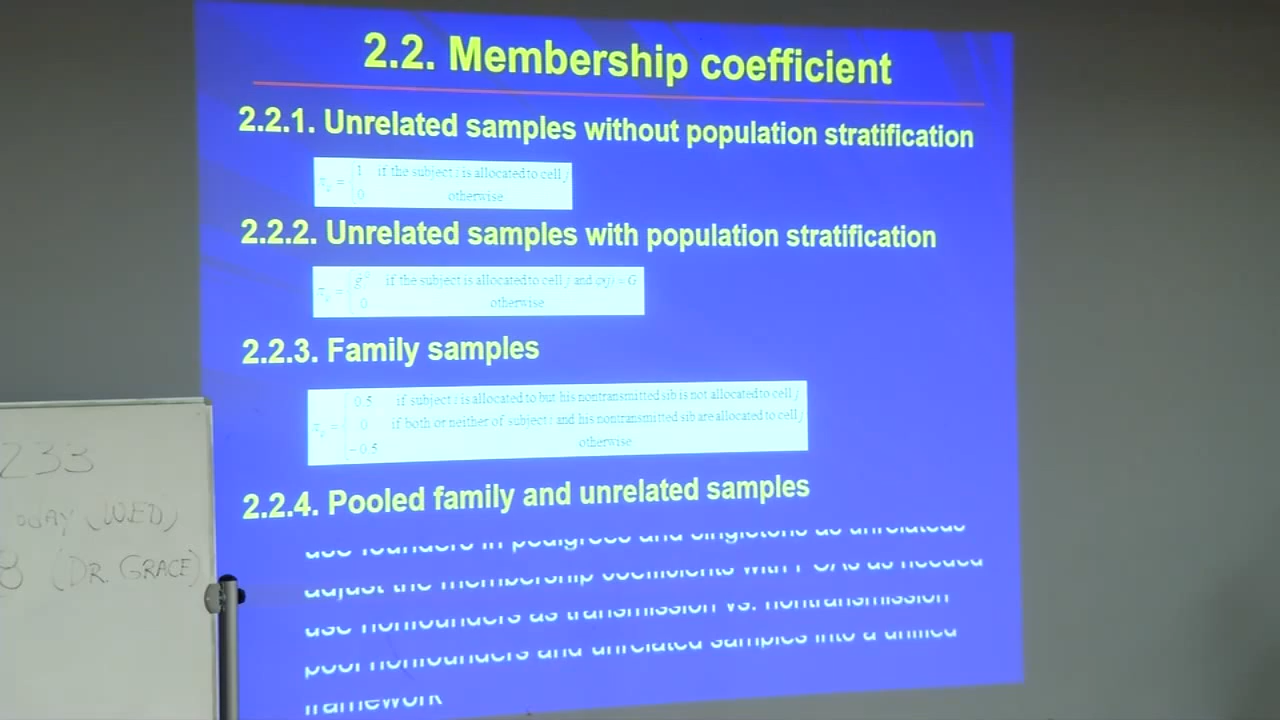 2.2. Membership coefficient
2.2.1. Unrelated samples without population stratification
1 if the subject i is allocated to cell j
0 otherwise
2.2.2. Unrelated samples with population stratification
if the subject is allocated to cell j and φ(j) = G
0 otherwise
2.2.3. Family samples
0.5 if subject i is allocated to but his nontransmitted sib is not allocated to cell j
0 if both or neither of subject i and his nontransmitted sib are allocated to cell j
-0.5 otherwise
2.2.4. Pooled family and unrelated samples
use founders in pedigrees and singletons as unrelateds
adjust the membership coefficients with PCAs as needed
use nonfounders as transmission vs. nontransmission
pool nonfounders and unrelated samples into a unified
framework
233
(WED)
8 (DR. GRACE)